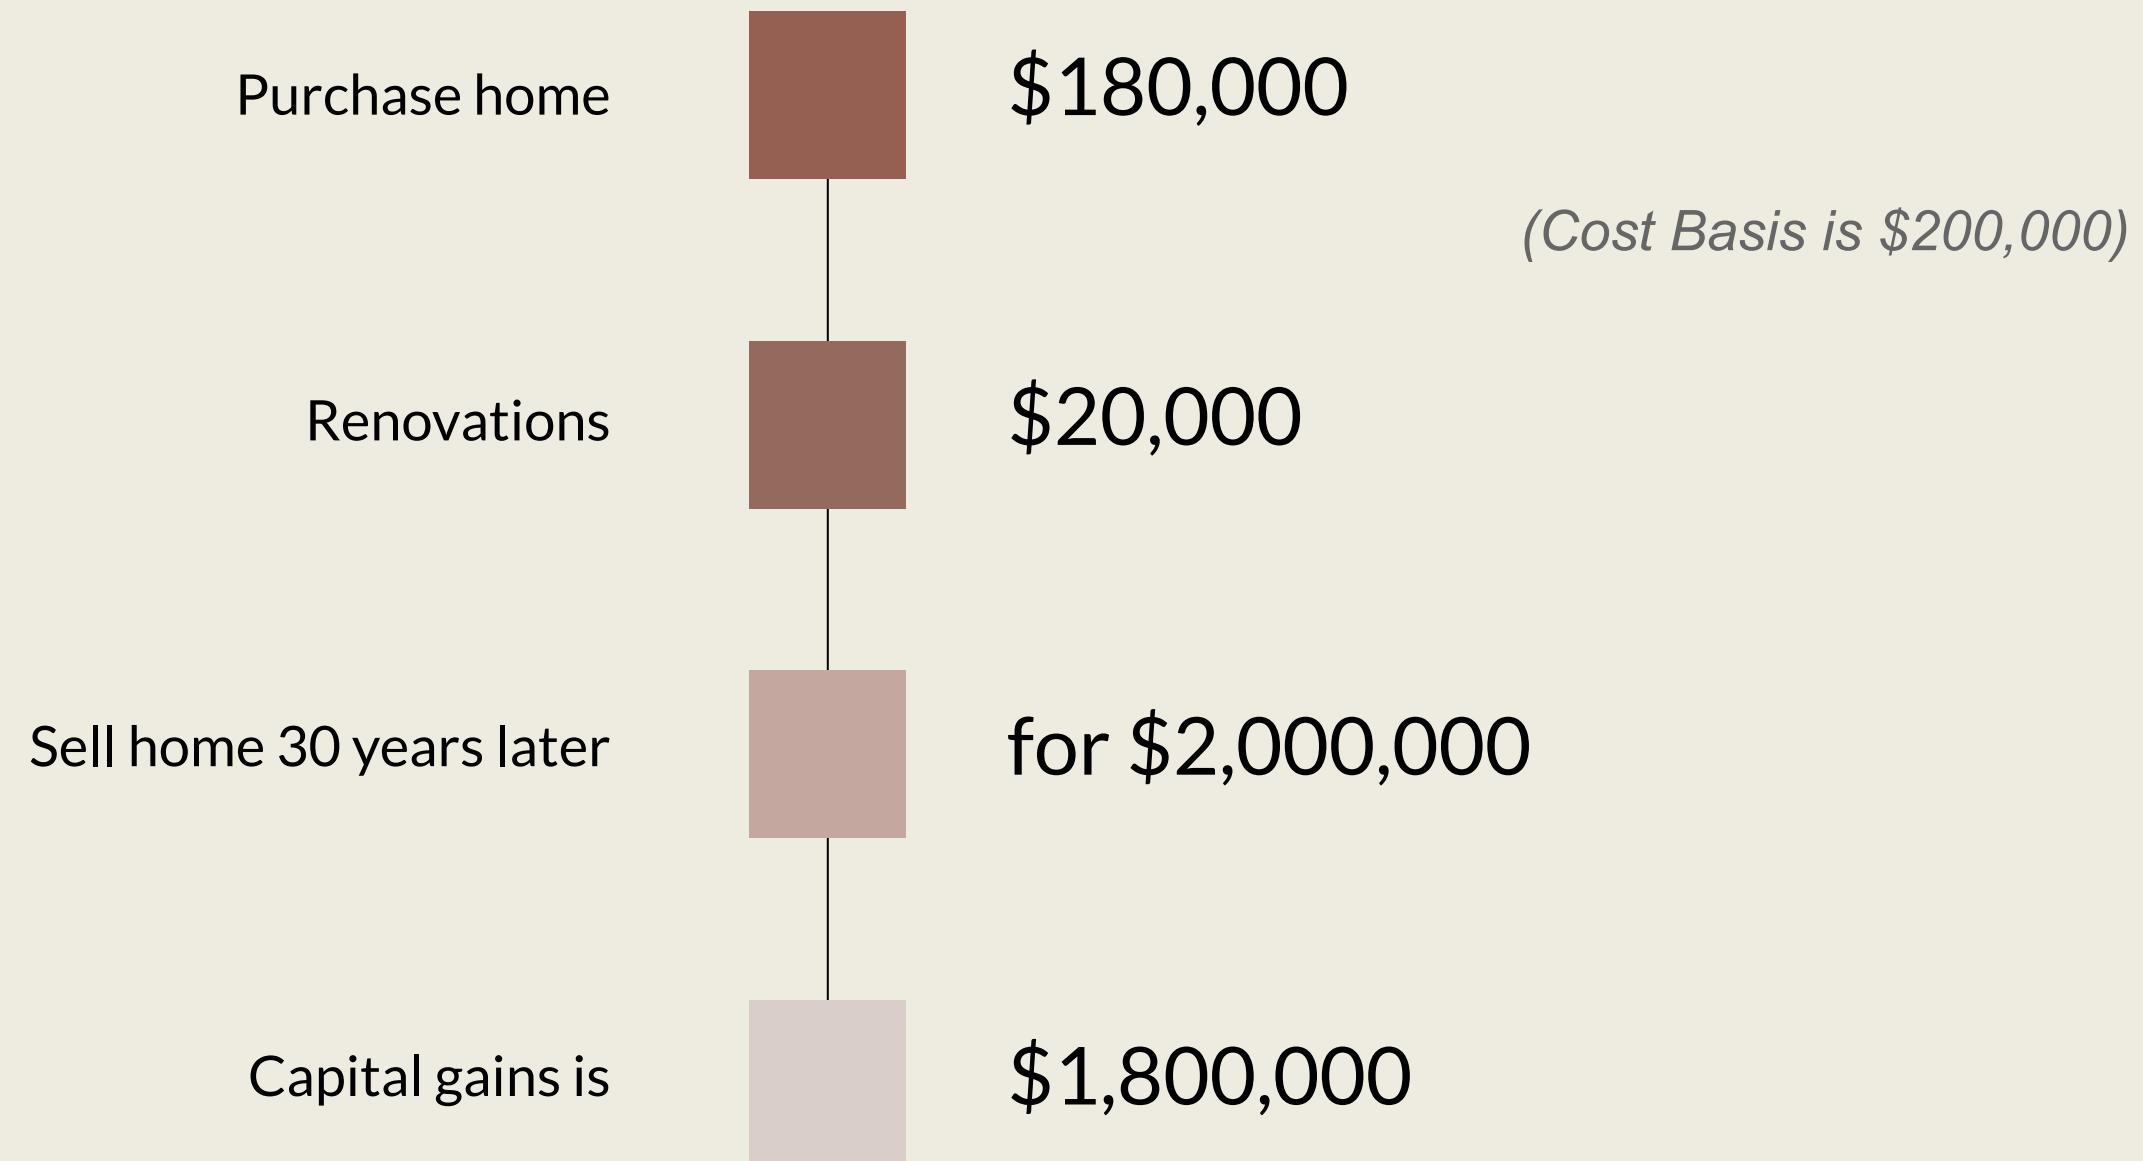 Purchase home
$180,000
(Cost Basis is $200,000)
Renovations
$20,000
Sell home 30 years later
for $2,000,000
Capital gains is
$1,800,000